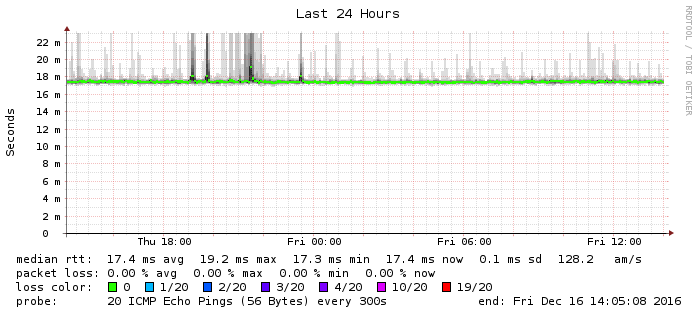 Last 24 Hours
RRDTOOL / TOBI OETIKER
Seconds
22 m
20 m
18 m
16 m
14 m
12 m
10 m
8 m
6 m
4 m
2 m
0
Thu 18:00 Fri 00:00 Fri 06:00 Fri 12:00
median rtt: 17.4 ms avg 19.2 ms max 17.3 ms min 17.4 ms now 0.1 ms sd 128.2 am/s
packet loss: 0.00 % avg 0.00 % max 0.00 % min 0.00 % now
loss color: 0 1/20 2/20 3/20 4/20 10/20 19/20
probe: 20 ICMP Echo Pings (56 Bytes) every 300s end: Fri Dec 16 14:05:08 2016